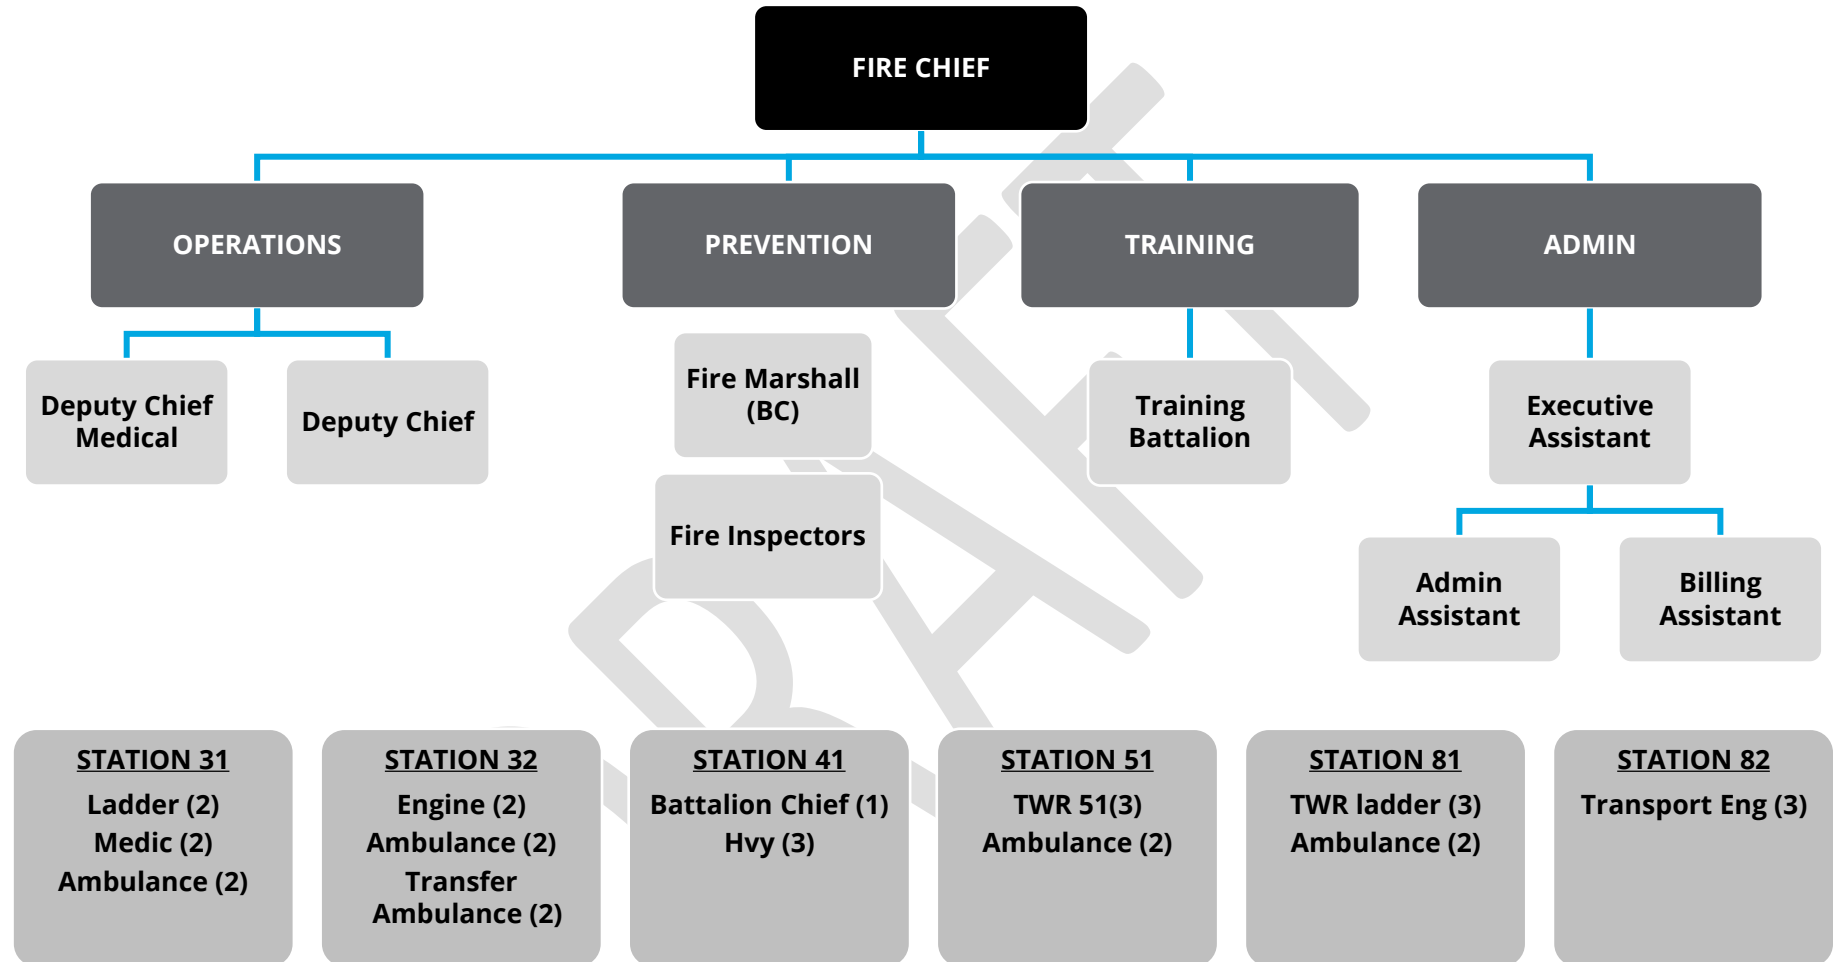 FIRE CHIEF
OPERATIONS
PREVENTION
TRAINING
ADMIN
Deputy Chief
Medical
Deputy Chief
Fire Marshall
(BC)
Fire Inspectors
Training
Battalion
Executive
Assistant
Admin
Assistant
Billing
Assistant
STATION 31
Ladder (2)
Medic (2)
Ambulance (2)
STATION 32
Engine (2)
Ambulance (2)
Transfer
Ambulance (2)
STATION 41
Battalion Chief (1)
Hvy (3)
STATION 51
TWR 51(3)
Ambulance (2)
STATION 81
TWR ladder (3)
Ambulance (2)
STATION 82
Transport Eng (3)